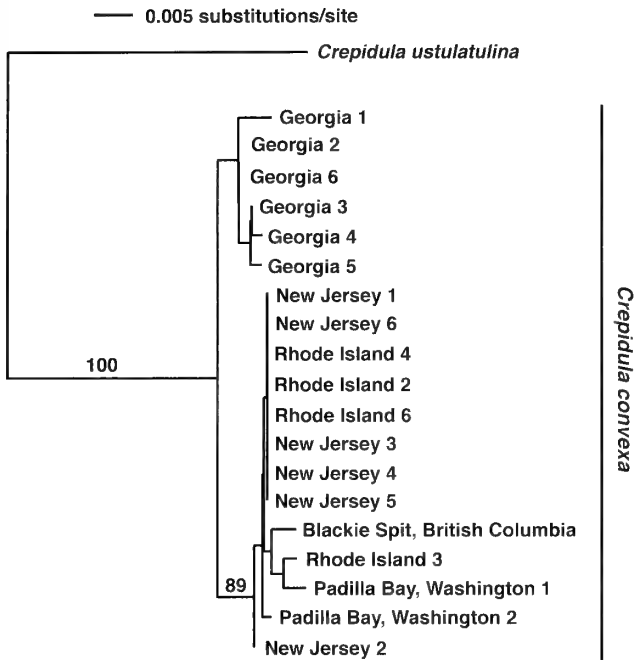 0.005 substitutions/site
Crepidula ustulatulina
Georgia 1
Georgia 2
Georgia 6
Georgia 3
Georgia 4
Georgia 5
New Jersey 1
New Jersey 6
Rhode Island 4
100
Rhode Island 2
Rhode Island 6
New Jersey 3
New Jersey 4
New Jersey 5
Blackie Spit, British Columbia
Rhode Island 3
89
Padilla Bay, Washington 1
Padilla Bay, Washington 2
New Jersey 2
Crepidula convexa